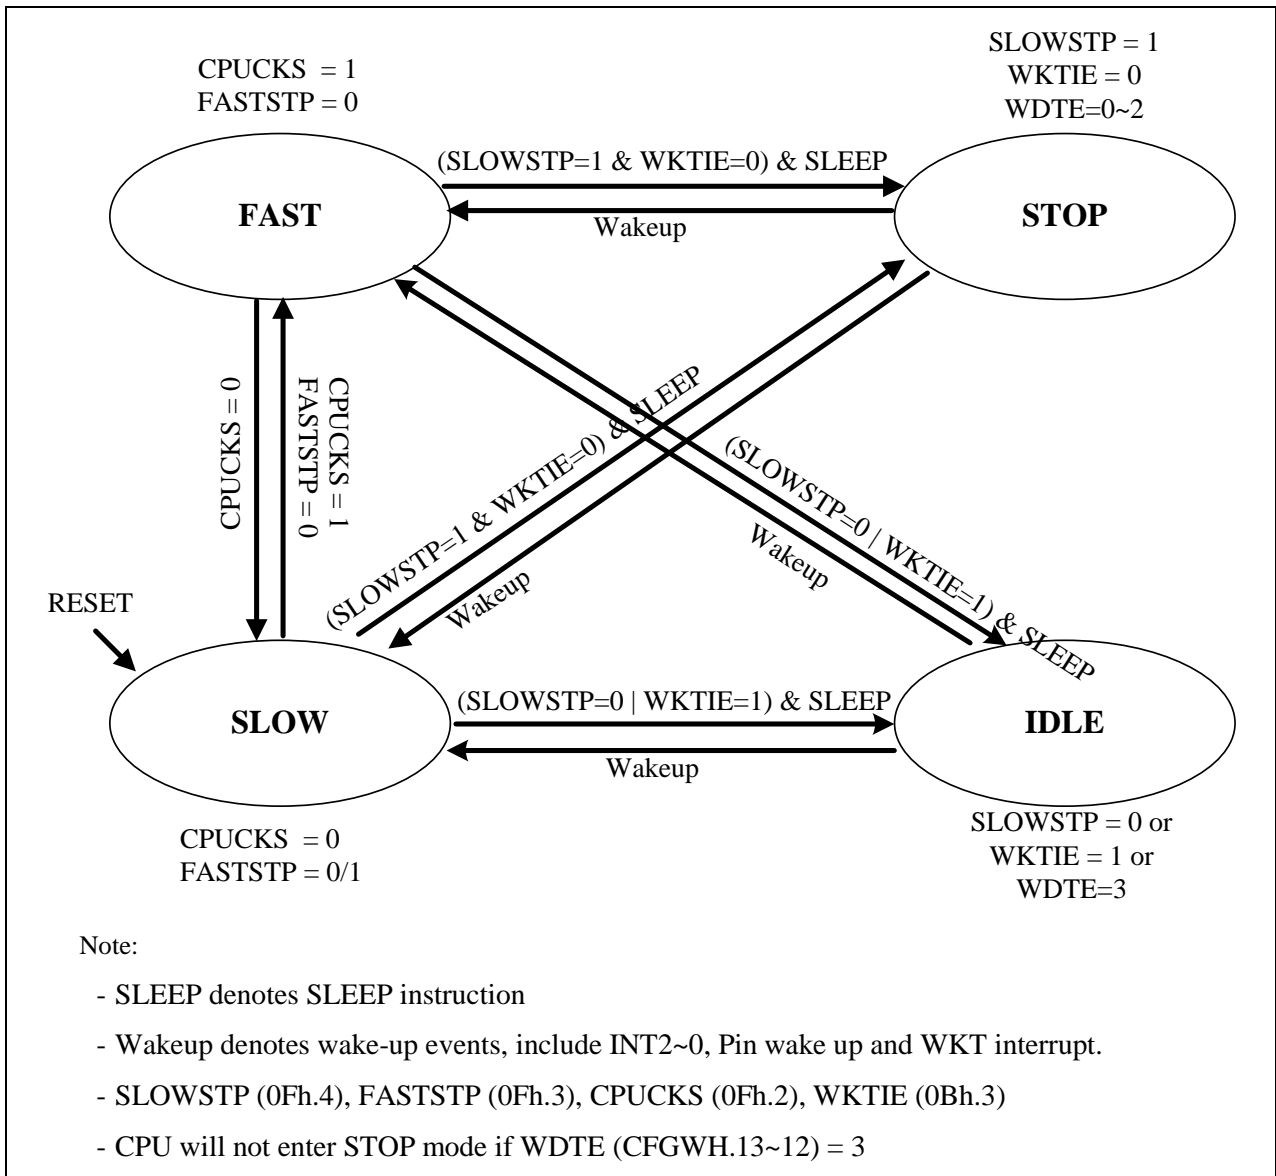 CPUCKS = 1
FASTSTP = 0
SLOWSTP = 1
WKTIE = 0
WDTE=0~2
(SLOWSTP=1 & WKTIE=0) & SLEEP
FAST
STOP
Wakeup
CPUCKS = 0
CPUCKS = 1
FASTSTP = 0
(SLOWSTP=1 & WKTIE=0) & SLEEP
Wakeup
(SLOWSTP=0 | WKTIE=1) & SLEEP
Wakeup
RESET
SLOW
(SLOWSTP=0 | WKTIE=1) & SLEEP
IDLE
Wakeup
CPUCKS = 0
FASTSTP = 0/1
SLOWSTP = 0 or
WKTIE = 1 or
WDTE=3
Note:
- SLEEP denotes SLEEP instruction
- Wakeup denotes wake-up events, include INT2~0, Pin wake up and WKT interrupt.
- SLOWSTP (0Fh.4), FASTSTP (0Fh.3), CPUCKS (0Fh.2), WKTIE (0Bh.3)
- CPU will not enter STOP mode if WDTE (CFGWH.13~12) = 3